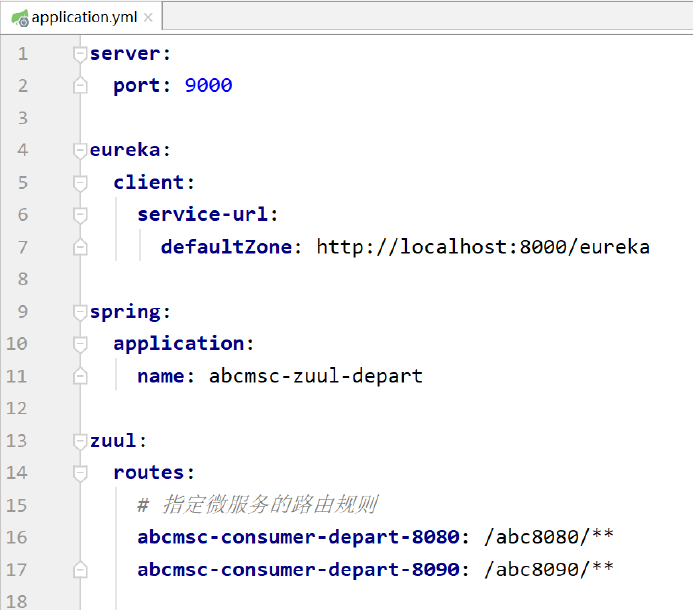 application.yml
1 server:
2 port: 9000
3
4 eureka:
5 client:
6 service-url:
7 defaultZone: http://localhost:8000/eureka
8
9 spring:
10 application:
11 name: abcmsc-zuul-depart
12
13 zuul:
14 routes:
15 # 指定微服务的路由规则
16 abcmsc-consumer-depart-8080: /abc8080/**
17 abcmsc-consumer-depart-8090: /abc8090/**
18